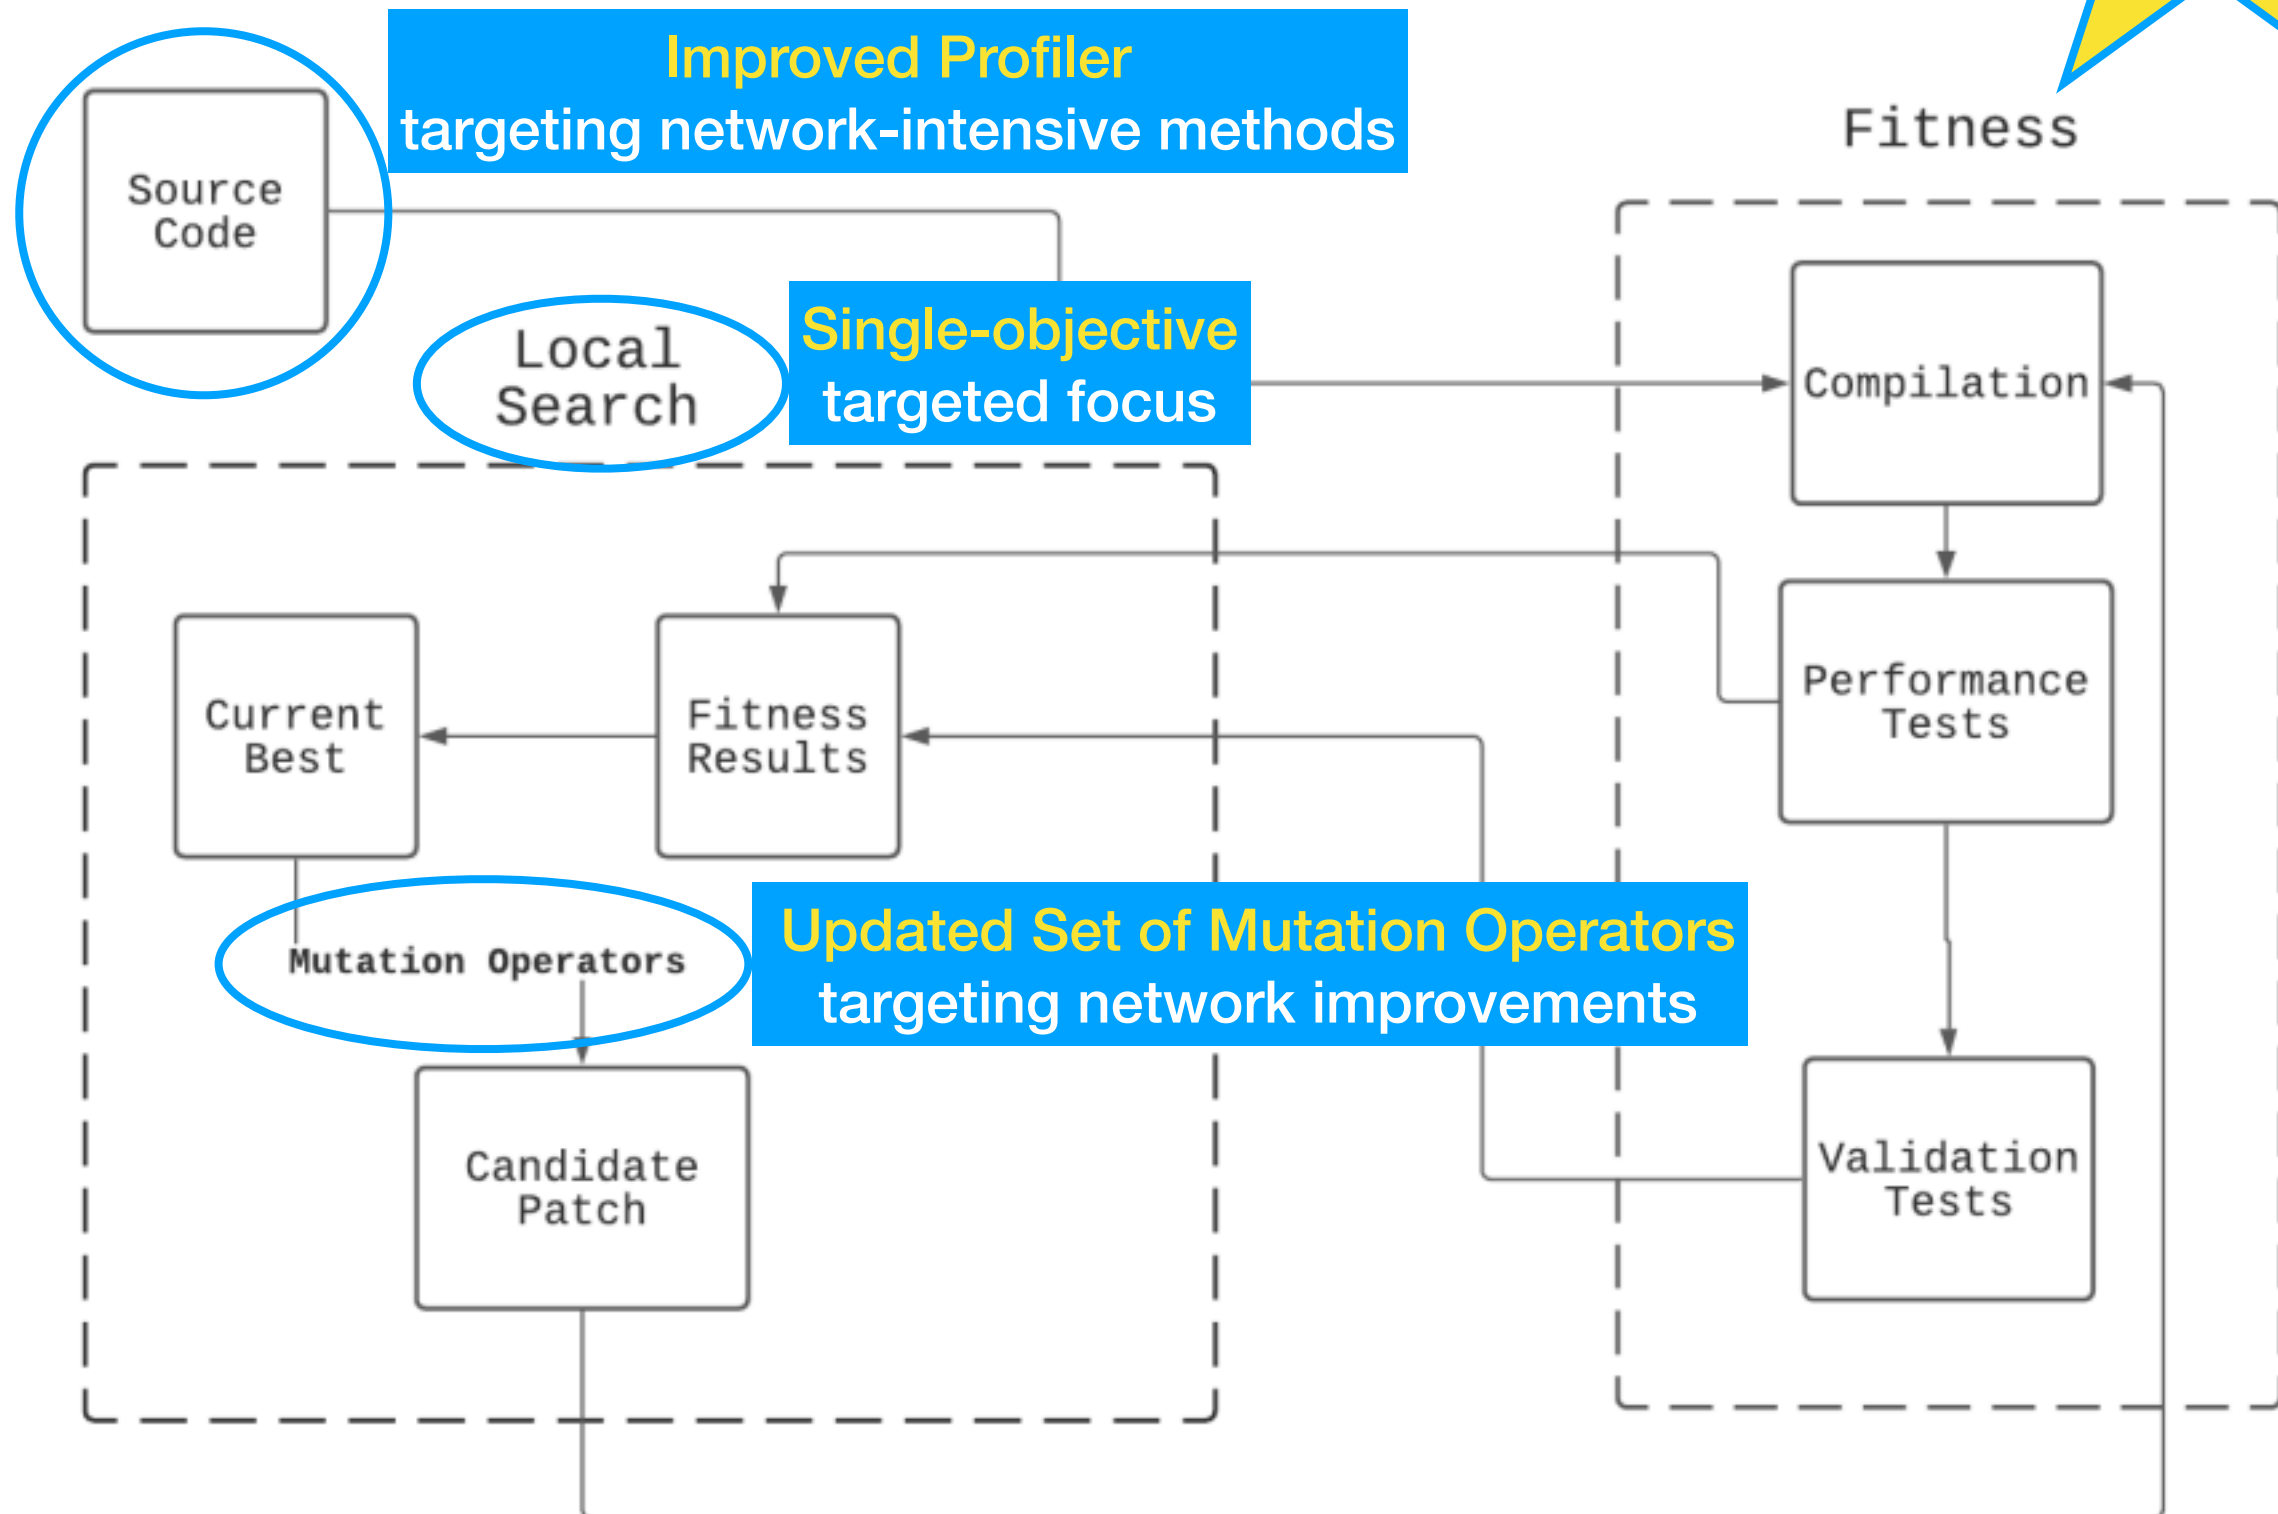 Improved Profiler
targeting network-intensive methods
Source
Code
Fitness
Local
Search
Single-objective
targeted focus
Compilation
Current
Best
Fitness
Results
Performance
Tests
Mutation Operators
Updated Set of Mutation Operators
targeting network improvements
Candidate
Patch
Validation
Tests